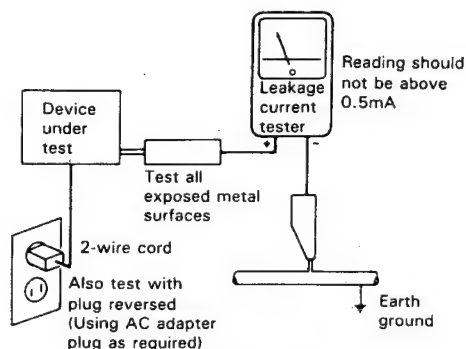 Leakage
current
tester
+
-
Reading should
not be above
0.5mA
Device
under
test
Test all
exposed metal
surfaces
2-wire cord
Also test with
plug reversed
(Using AC adapter
plug as required)
Earth
ground